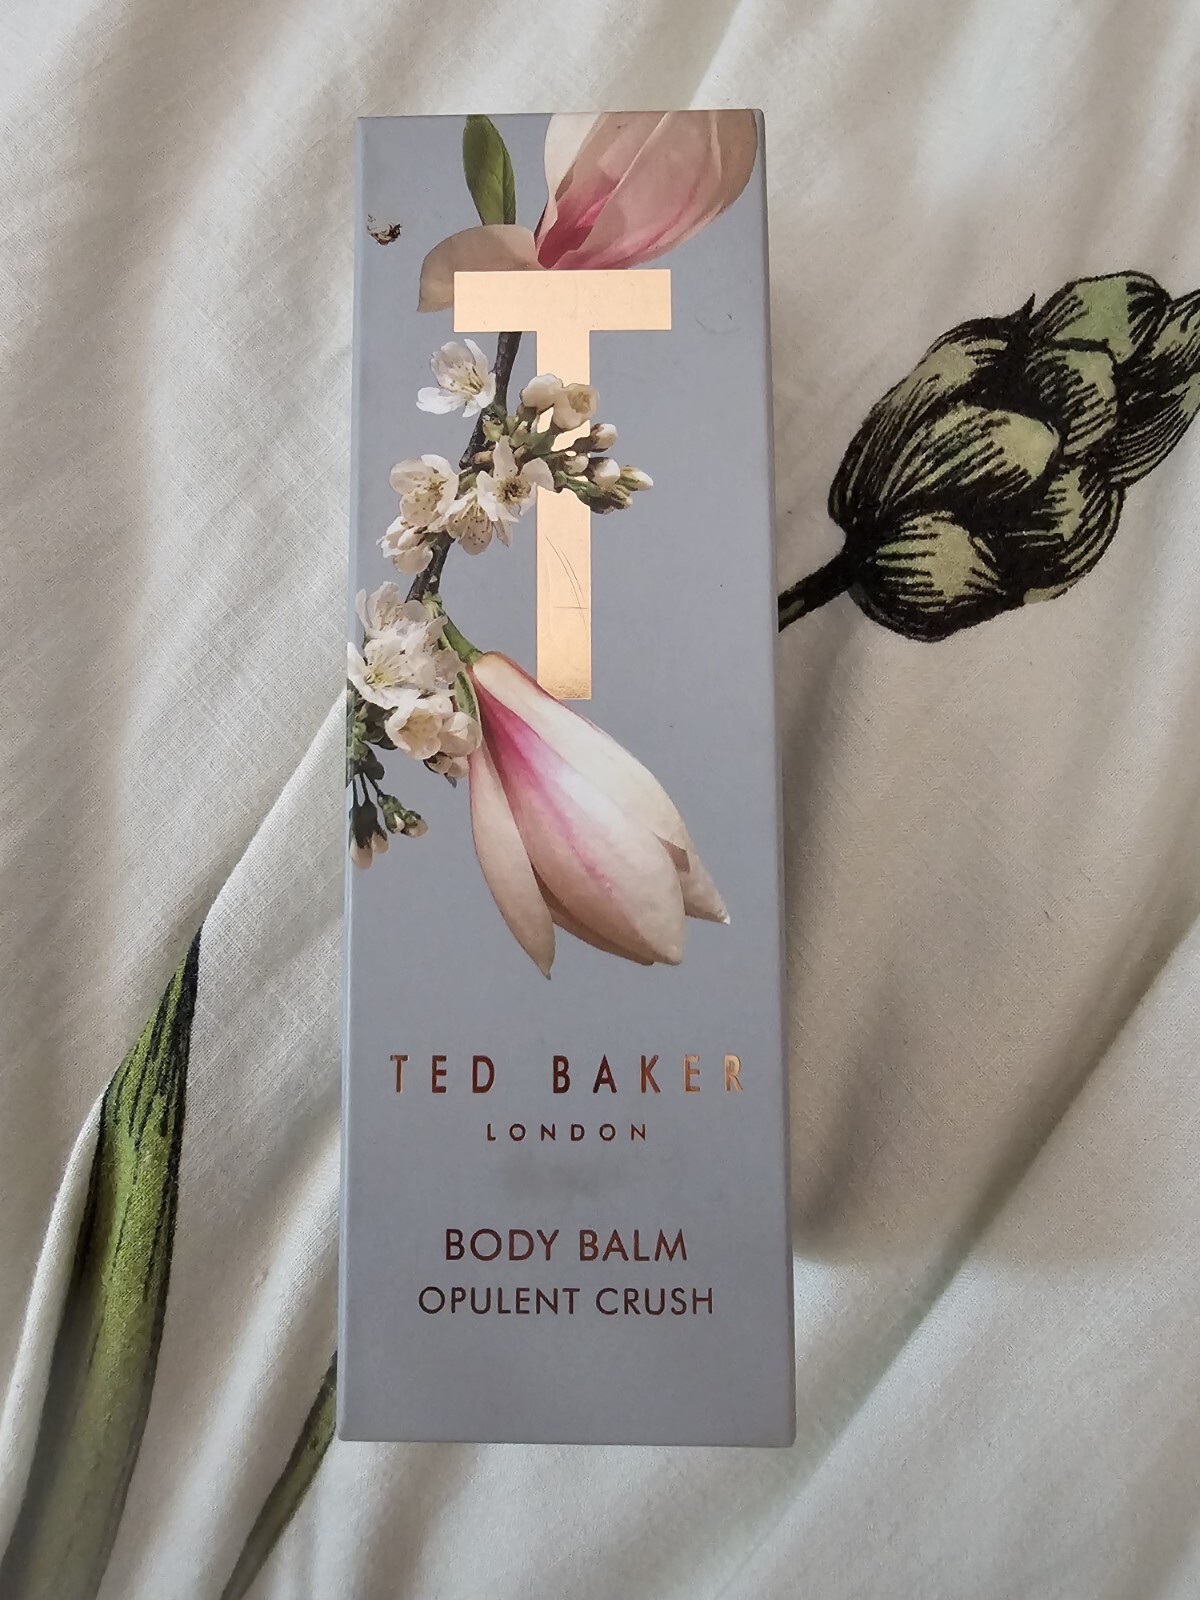 T
TED BAKER
LONDON
BODY BALM
OPULENT CRUSH